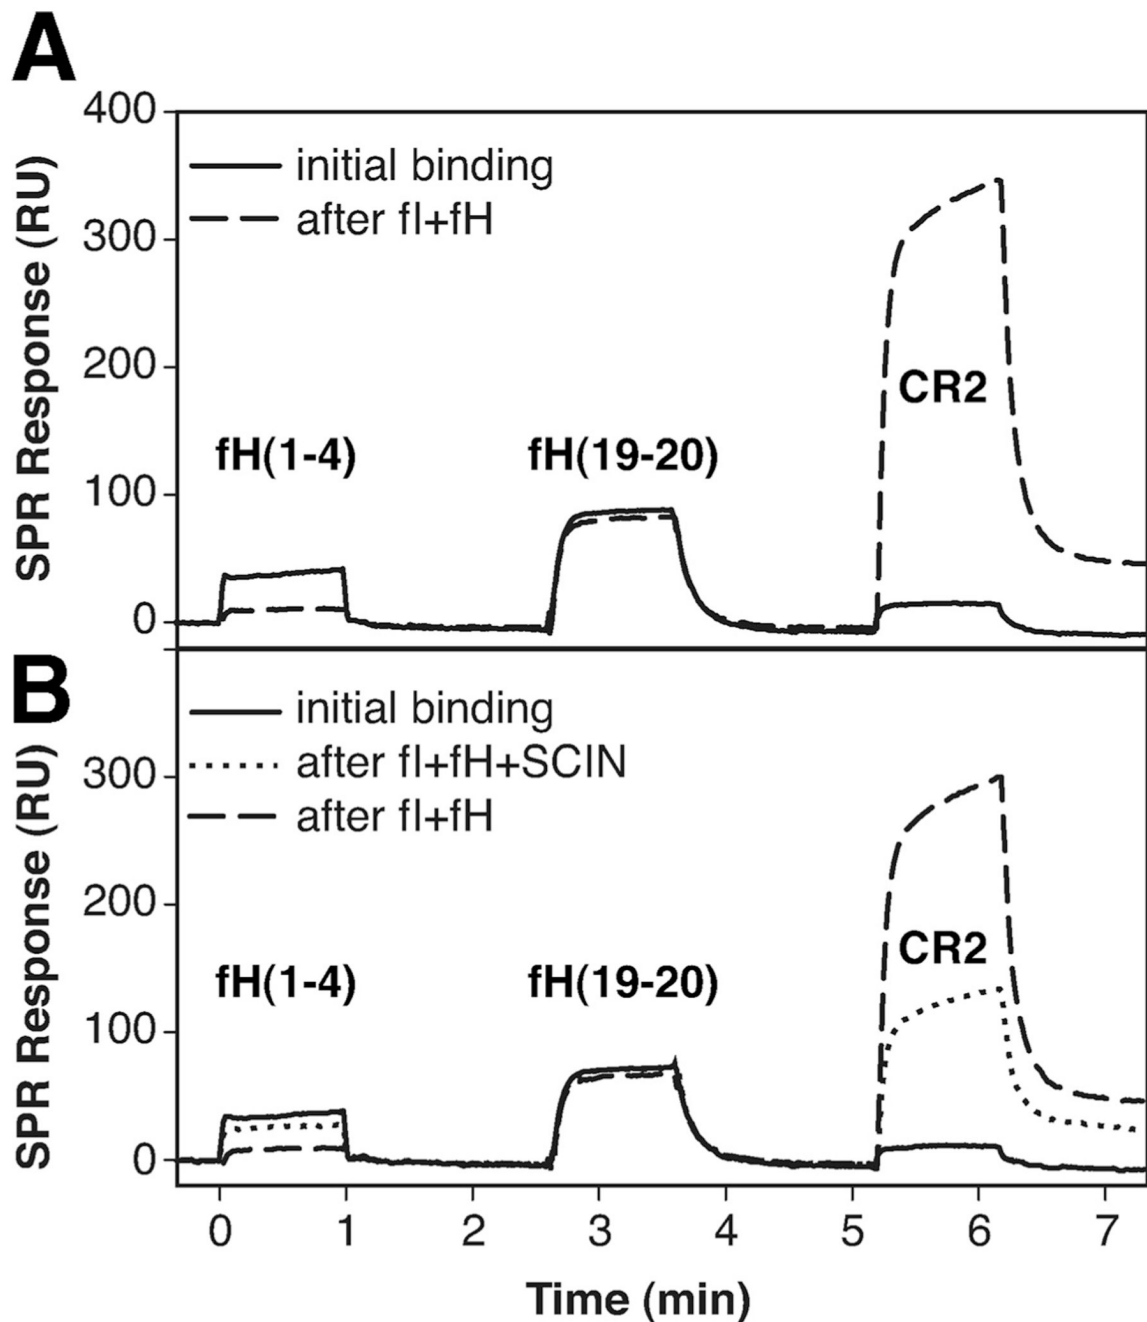 A
400
300
200
100
0
SPR Response (RU)
initial binding
after fI+fH
fH(1-4)
fH(19-20)
CR2
B
300
200
100
0
SPR Response (RU)
initial binding
after fI+fH+SCIN
after fI+fH
fH(1-4)
fH(19-20)
CR2
0 1 2 3 4 5 6 7
Time (min)